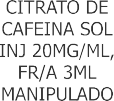 CITRATO DE
CAFEINA SOL
INJ 20MG/ML,
FR/A 3ML
MANIPULADO